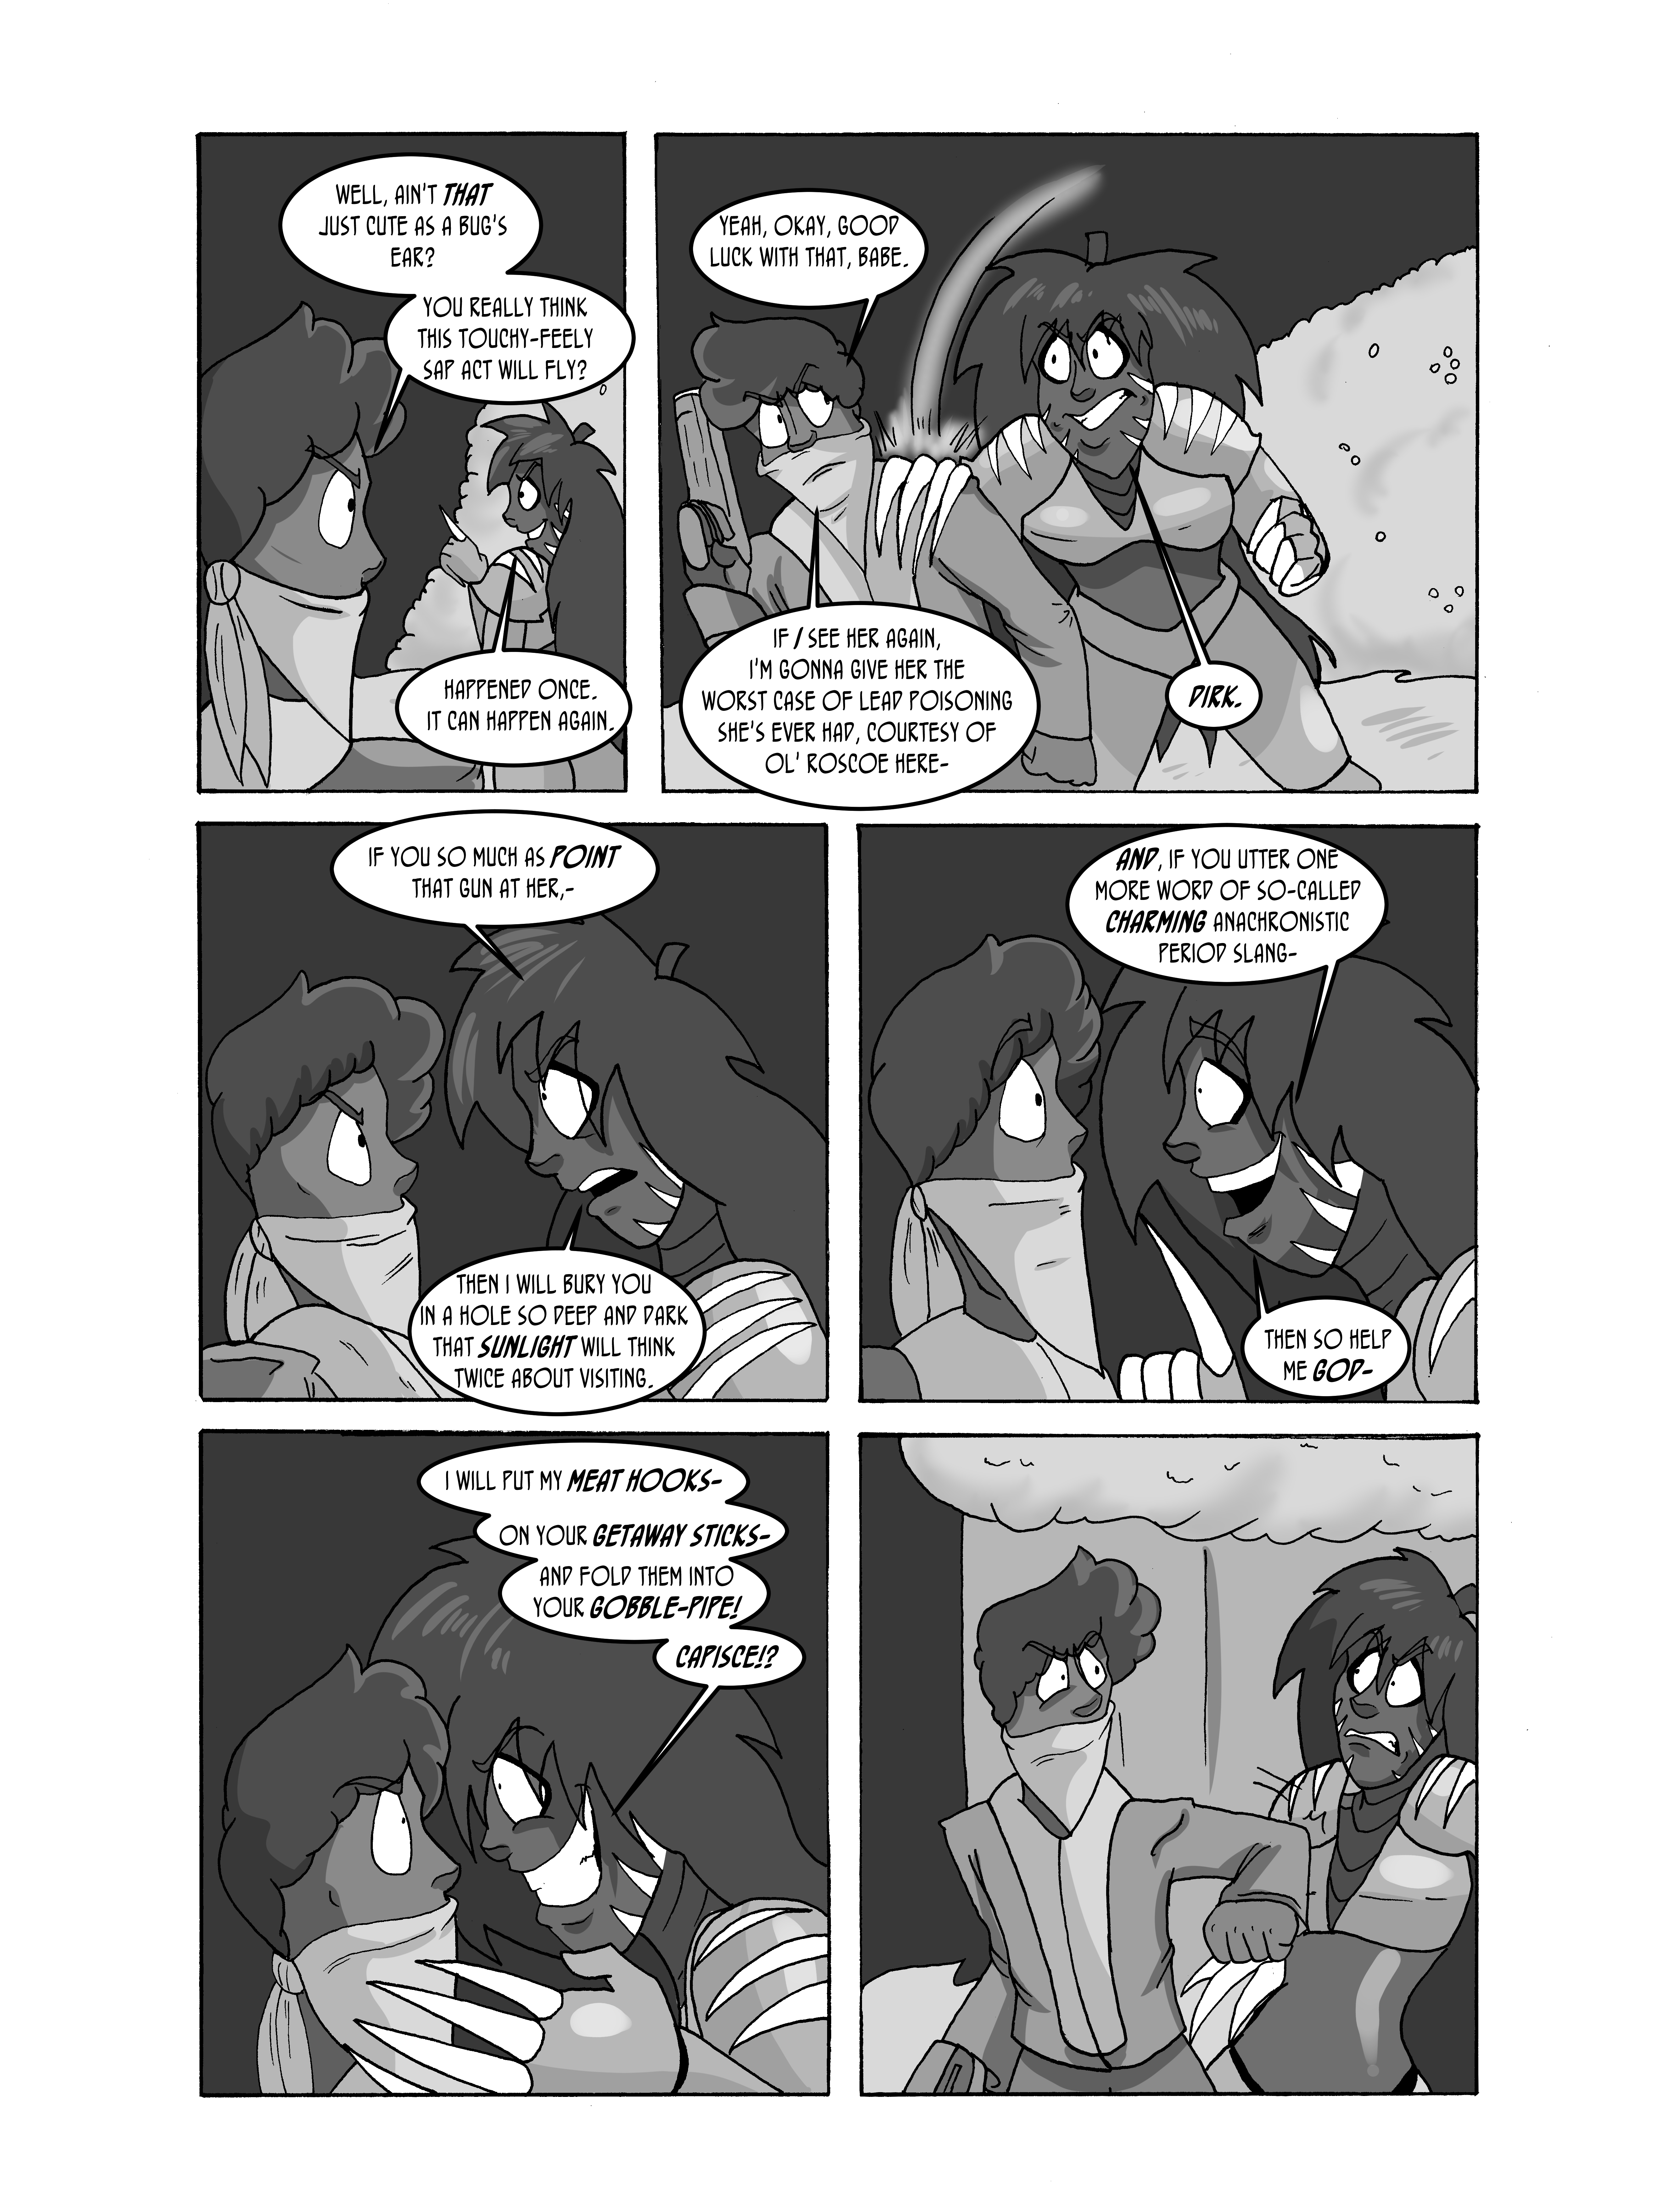 WELL, AIN'T THAT
JUST CUTE AS A BUG'S
EAR?
YOU REALLY THINK
THIS TOUCHY-FEELY
SAP ACT WILL FLY?
HAPPENED ONCE.
IT CAN HAPPEN AGAIN.
YEAH, OKAY, GOOD
LUCK WITH THAT, BABE.
IF I SEE HER AGAIN,
I'M GONNA GIVE HER THE
WORST CASE OF LEAD POISONING
SHE'S EVER HAD, COURTESY OF
OL' ROSCOE HERE-
DIRK.
IF YOU SO MUCH AS POINT
THAT GUN AT HER,-
THEN I WILL BURY YOU
IN A HOLE SO DEEP AND DARK
THAT SUNLIGHT WILL THINK
TWICE ABOUT VISITING.
AND, IF YOU UTTER ONE
MORE WORD OF SO-CALLED
CHARMING ANACHRONISTIC
PERIOD SLANG-
THEN SO HELP
ME GOD-
I WILL PUT MY MEAT HOOKS-
ON YOUR GETAWAY STICKS-
AND FOLD THEM INTO
YOUR GOBBLE-PIPE!
CAPISCE!?